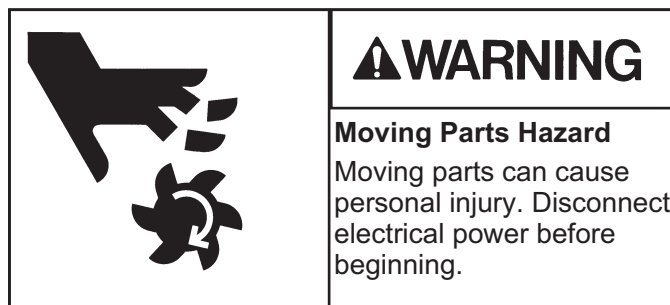 WARNING
Moving Parts Hazard
Moving parts can cause
personal injury. Disconnect
electrical power before
beginning.